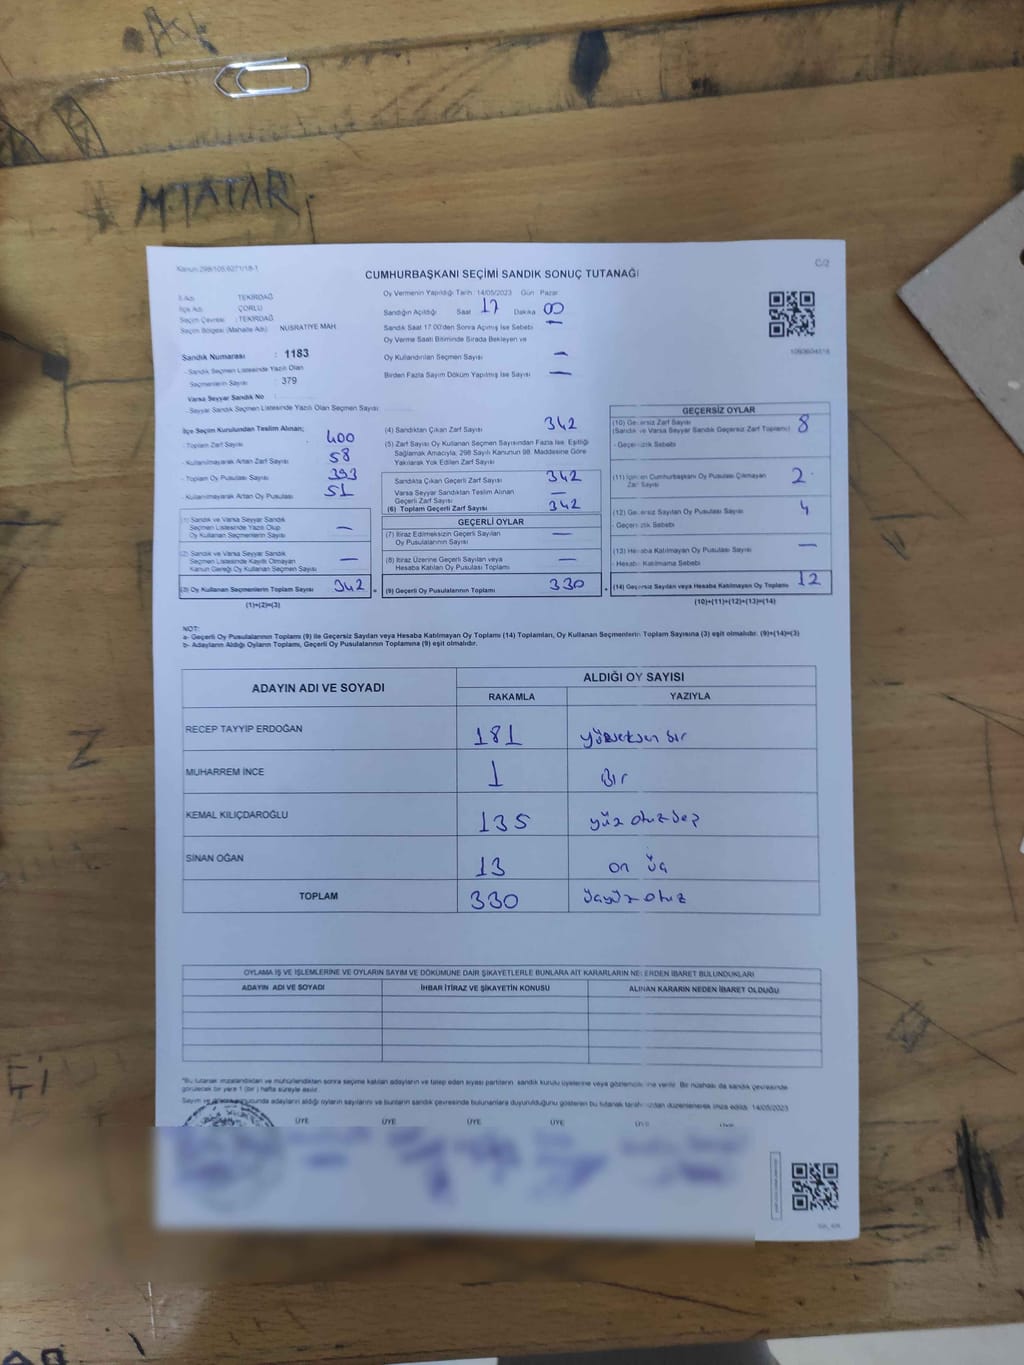 M.TATAR
Kanun:298/105,6271/18-1
C/2
CUMHURBAŞKANI SEÇİMİ SANDIK SONUÇ TUTANAĞI
İl Adı : TEKİRDAĞ
İlçe Adı : ÇORLU
Seçim Çevresi : TEKİRDAĞ
Seçim Bölgesi (Mahalle Adı) : NUSRATİYE MAH.
Sandık Numarası : 1183
- Sandık Seçmen Listesinde Yazılı Olan
Seçmenlerin Sayısı : 379
Varsa Seyyar Sandık No
- Seyyar Sandık Seçmen Listesinde Yazılı Olan Seçmen Sayısı
Oy Vermenin Yapıldığı Tarih : 14/05/2023 Gün : Pazar
Sandığın Açıldığı Saat 17 Dakika 00
Sandık Saat 17.00'den Sonra Açılmış İse Sebebi —
Oy Verme Saati Bitiminde Sırada Bekleyen ve
Oy Kullandırılan Seçmen Sayısı —
Birden Fazla Sayım Döküm Yapılmış İse Sayısı —
İlçe Seçim Kurulundan Teslim Alınan;
- Toplam Zarf Sayısı 400
- Kullanılmayarak Artan Zarf Sayısı 58
- Toplam Oy Pusulası Sayısı 393
- Kullanılmayarak Artan Oy Pusulası 51
(1) Sandık ve Varsa Seyyar Sandık
Seçmen Listesinde Yazılı Olup
Oy Kullanan Seçmenlerin Sayısı —
(2) Sandık ve Varsa Seyyar Sandık
Seçmen Listesinde Kayıtlı Olmayan
Kanun Gereği Oy Kullanan Seçmen Sayısı —
(3) Oy Kullanan Seçmenlerin Toplam Sayısı 342
(1)+(2)=(3)
(4) Sandıktan Çıkan Zarf Sayısı 342
(5) Zarf Sayısı Oy Kullanan Seçmen Sayısından Fazla İse, Eşitliği
Sağlamak Amacıyla, 298 Sayılı Kanunun 98. Maddesine Göre
Yakılarak Yok Edilen Zarf Sayısı
Sandıkta Çıkan Geçerli Zarf Sayısı 342
Varsa Seyyar Sandıktan Teslim Alınan
Geçerli Zarf Sayısı —
(6) Toplam Geçerli Zarf Sayısı 342
GEÇERLİ OYLAR
(7) İtiraz Edilmeksizin Geçerli Sayılan
Oy Pusulalarının Sayısı —
(8) İtiraz Üzerine Geçerli Sayılan veya
Hesaba Katılan Oy Pusulası Toplamı —
(9) Geçerli Oy Pusulalarının Toplamı 330
GEÇERSİZ OYLAR
(10) Geçersiz Zarf Sayısı 8
(Sandık ve Varsa Seyyar Sandık Geçersiz Zarf Toplamı)
- Geçersizlik Sebebi
(11) İçinden Cumhurbaşkanı Oy Pusulası Çıkmayan
Zarf Sayısı 2
(12) Geçersiz Sayılan Oy Pusulası Sayısı 4
- Geçersizlik Sebebi
(13) Hesaba Katılmayan Oy Pusulası Sayısı —
- Hesaba Katılmama Sebebi
(14) Geçersiz Sayılan veya Hesaba Katılmayan Oy Toplamı 12
(10)+(11)+(12)+(13)=(14)
NOT:
a- Geçerli Oy Pusulalarının Toplamı (9) ile Geçersiz Sayılan veya Hesaba Katılmayan Oy Toplamı (14) Toplamları, Oy Kullanan Seçmenlerin Toplam Sayısına (3) eşit olmalıdır. (9)+(14)=(3)
b- Adayların Aldığı Oyların Toplamı, Geçerli Oy Pusulalarının Toplamına (9) eşit olmalıdır.
ADAYIN ADI VE SOYADI ALDIĞI OY SAYISI
RAKAMLA YAZIYLA
RECEP TAYYİP ERDOĞAN 181 yüzseksen bir
MUHARREM İNCE 1 Bir
KEMAL KILIÇDAROĞLU 135 yüz otuz beş
SİNAN OĞAN 13 on üç
TOPLAM 330 üçyüz otuz
OYLAMA İŞ VE İŞLEMLERİNE VE OYLARIN SAYIM VE DÖKÜMÜNE DAİR ŞİKAYETLERLE BUNLARA AİT KARARLARIN NELERDEN İBARET BULUNDUKLARI
ADAYIN ADI VE SOYADI İHBAR İTİRAZ VE ŞİKAYETİN KONUSU ALINAN KARARIN NEDEN İBARET OLDUĞU
"Bu tutanak imzalandıktan ve mühürlendikten sonra seçime katılan adayların ve talep eden siyasi partilerin sandık kurulu üyelerine veya gözlemcilerine verilir. Bir nüshası da sandık çevresinde
görülecek bir yere 1 (bir) hafta süreyle asılır.
Sayım ve döküm sonucunda adayların aldığı oyların sayılarını ve bunların sandık çevresinde bulunanlara duyurulduğunu gösteren bu tutanak tarafımızdan düzenlenerek imza edildi. 14/05/2023
ÜYE ÜYE ÜYE ÜYE ÜYE ÜYE